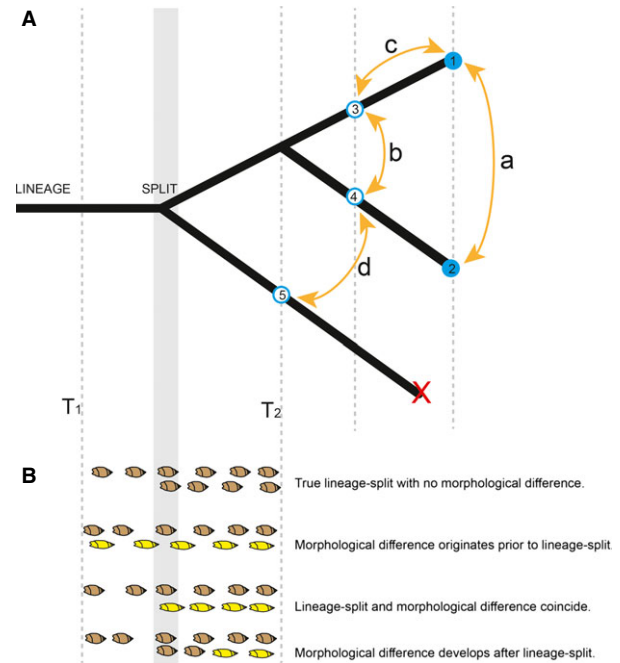 A
c
1
3
b
a
LINEAGE
SPLIT
4
d
2
5
X
T1
T2
B
True lineage-split with no morphological difference.
Morphological difference originates prior to lineage-split
Lineage-split and morphological difference coincide.
Morphological difference develops after lineage-split.